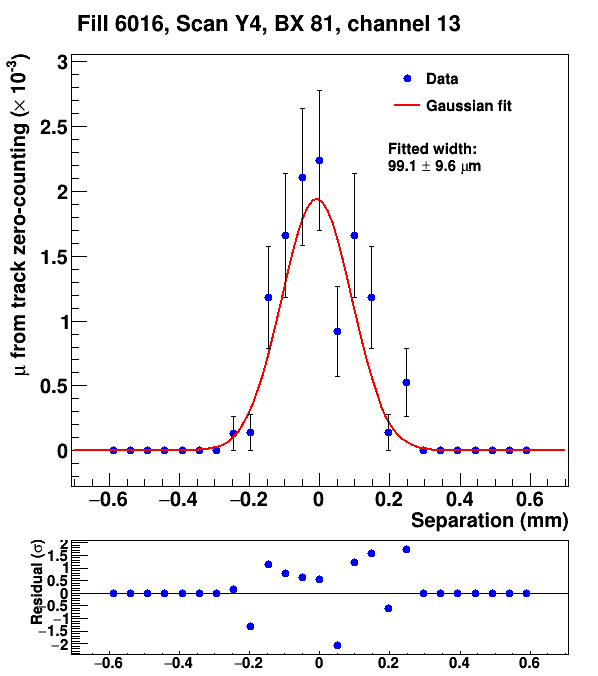 Fill 6016, Scan Y4, BX 81, channel 13
μ from track zero-counting (× 10⁻³)
3
2.5
2
1.5
1
0.5
0
Data
Gaussian fit
Fitted width:
99.1 ± 9.6 μm
−0.6 −0.4 −0.2 0 0.2 0.4 0.6
Separation (mm)
Residual (σ)
2
1.5
1
0.5
0
−0.5
−1
−1.5
−2
−0.6 −0.4 −0.2 0 0.2 0.4 0.6